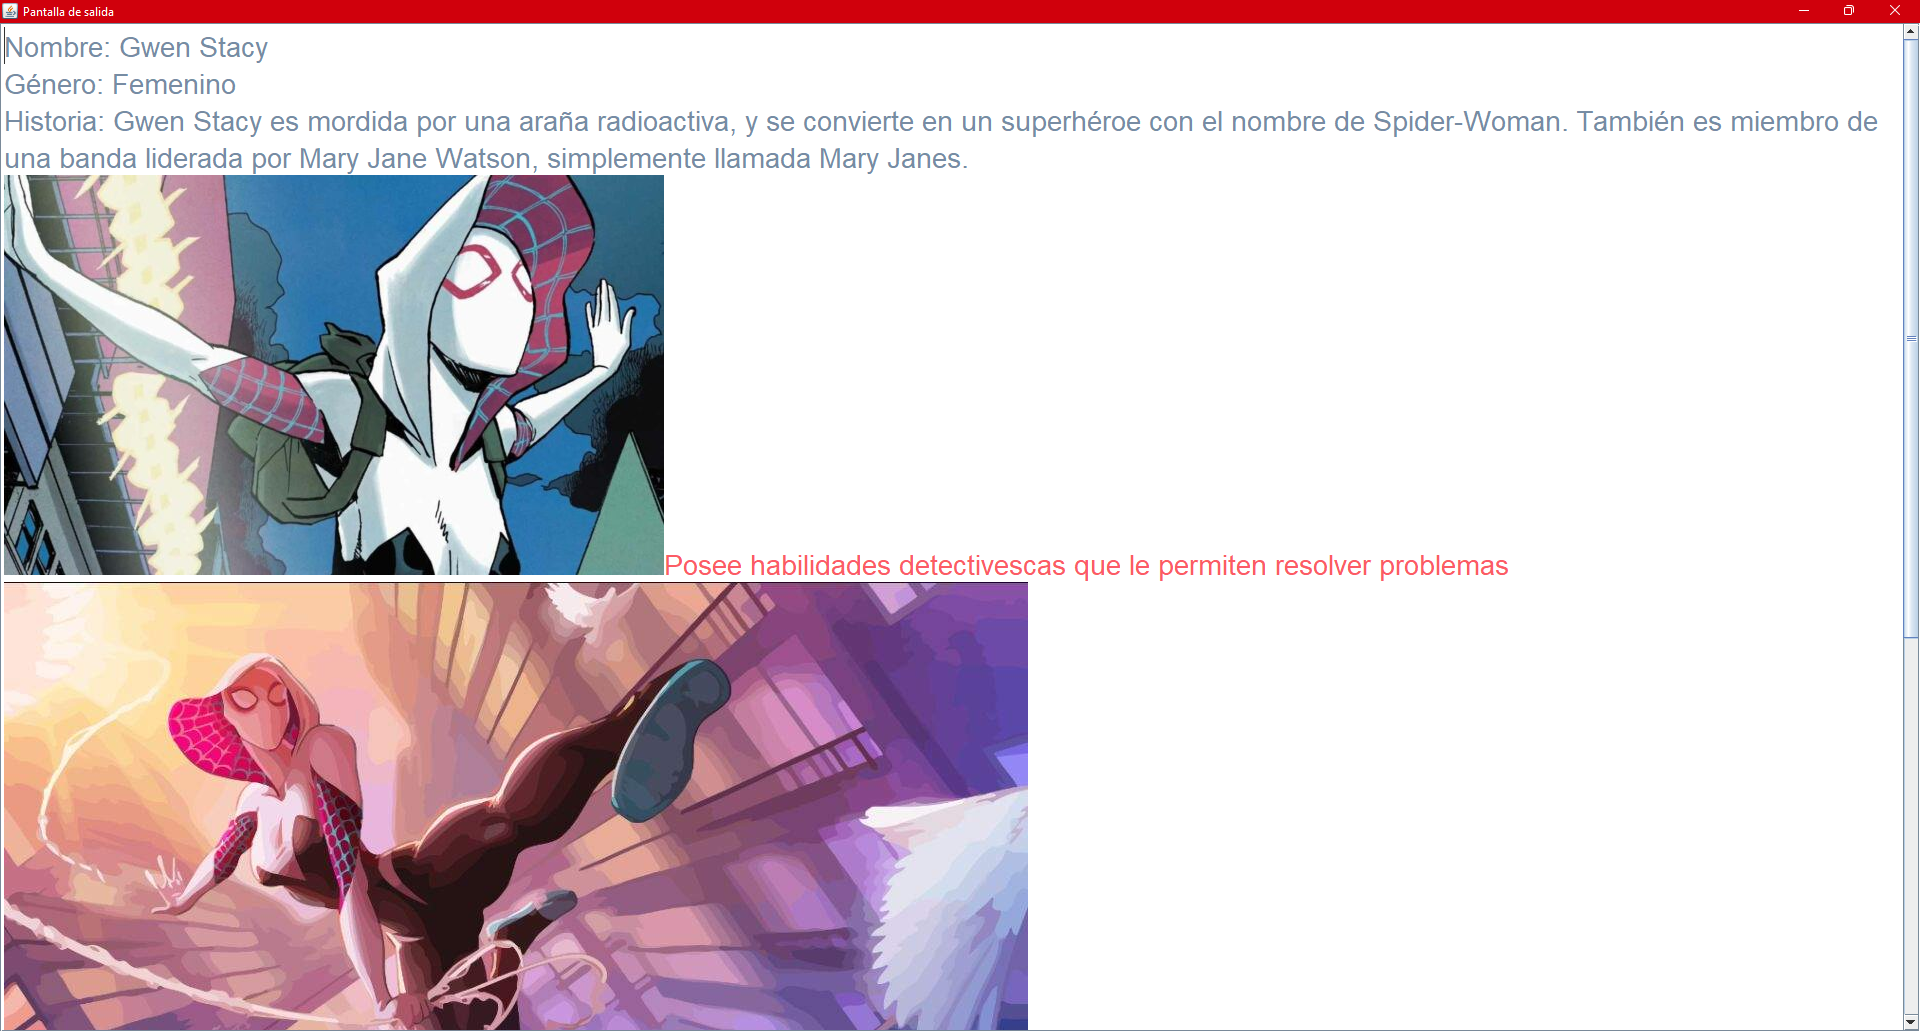 Pantalla de salida
Nombre: Gwen Stacy
Género: Femenino
Historia: Gwen Stacy es mordida por una araña radioactiva, y se convierte en un superhéroe con el nombre de Spider-Woman. También es miembro de
una banda liderada por Mary Jane Watson, simplemente llamada Mary Janes.
Posee habilidades detectivescas que le permiten resolver problemas